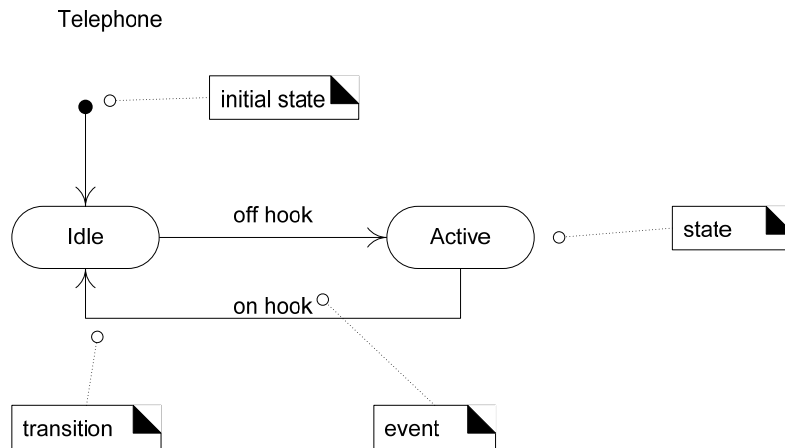 Telephone
initial state
off hook
Idle
Active
state
on hook
transition
event